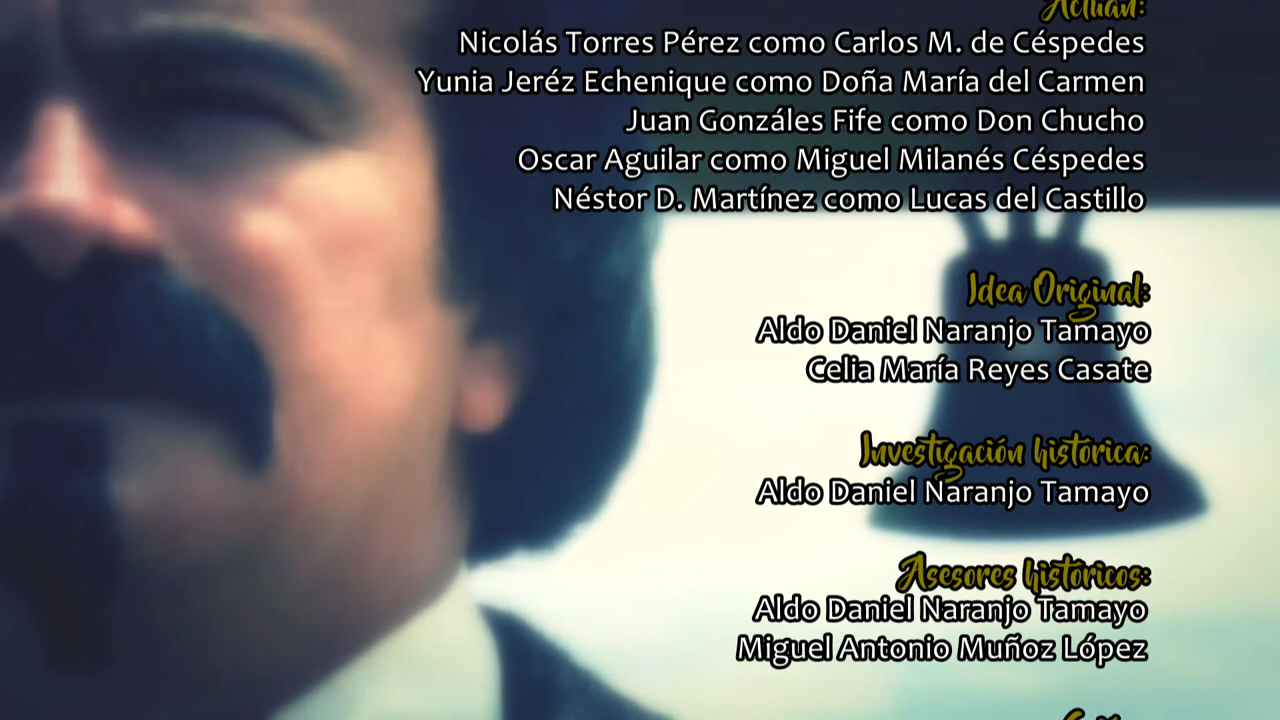 Actúan:
Nicolás Torres Pérez como Carlos M. de Céspedes
Yunia Jeréz Echenique como Doña María del Carmen
Juan Gonzáles Fife como Don Chucho
Oscar Aguilar como Miguel Milanés Céspedes
Néstor D. Martínez como Lucas del Castillo
Idea Original:
Aldo Daniel Naranjo Tamayo
Celia María Reyes Casate
Investigación histórica:
Aldo Daniel Naranjo Tamayo
Asesores históricos:
Aldo Daniel Naranjo Tamayo
Miguel Antonio Muñoz López